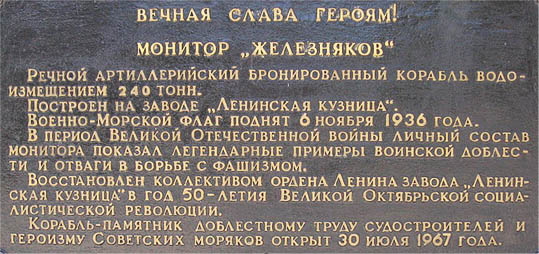 ВЕЧНАЯ СЛАВА ГЕРОЯМ!
МОНИТОР „ЖЕЛЕЗНЯКОВ"
РЕЧНОЙ АРТИЛЛЕРИЙСКИЙ БРОНИРОВАННЫЙ КОРАБЛЬ ВОДО-
ИЗМЕЩЕНИЕМ 240 ТОНН.
ПОСТРОЕН НА ЗАВОДЕ „ЛЕНИНСКАЯ КУЗНИЦА".
ВОЕННО-МОРСКОЙ ФЛАГ ПОДНЯТ 6 НОЯБРЯ 1936 ГОДА.
В ПЕРИОД ВЕЛИКОЙ ОТЕЧЕСТВЕННОЙ ВОЙНЫ ЛИЧНЫЙ СОСТАВ
МОНИТОРА ПОКАЗАЛ ЛЕГЕНДАРНЫЕ ПРИМЕРЫ ВОИНСКОЙ ДОБЛЕС-
ТИ И ОТВАГИ В БОРЬБЕ С ФАШИЗМОМ.
ВОССТАНОВЛЕН КОЛЛЕКТИВОМ ОРДЕНА ЛЕНИНА ЗАВОДА „ЛЕНИН-
СКАЯ КУЗНИЦА" В ГОД 50-ЛЕТИЯ ВЕЛИКОЙ ОКТЯБРЬСКОЙ СОЦИА-
ЛИСТИЧЕСКОЙ РЕВОЛЮЦИИ.
КОРАБЛЬ-ПАМЯТНИК ДОБЛЕСТНОМУ ТРУДУ СУДОСТРОИТЕЛЕЙ И
ГЕРОИЗМУ СОВЕТСКИХ МОРЯКОВ ОТКРЫТ 30 ИЮЛЯ 1967 ГОДА.